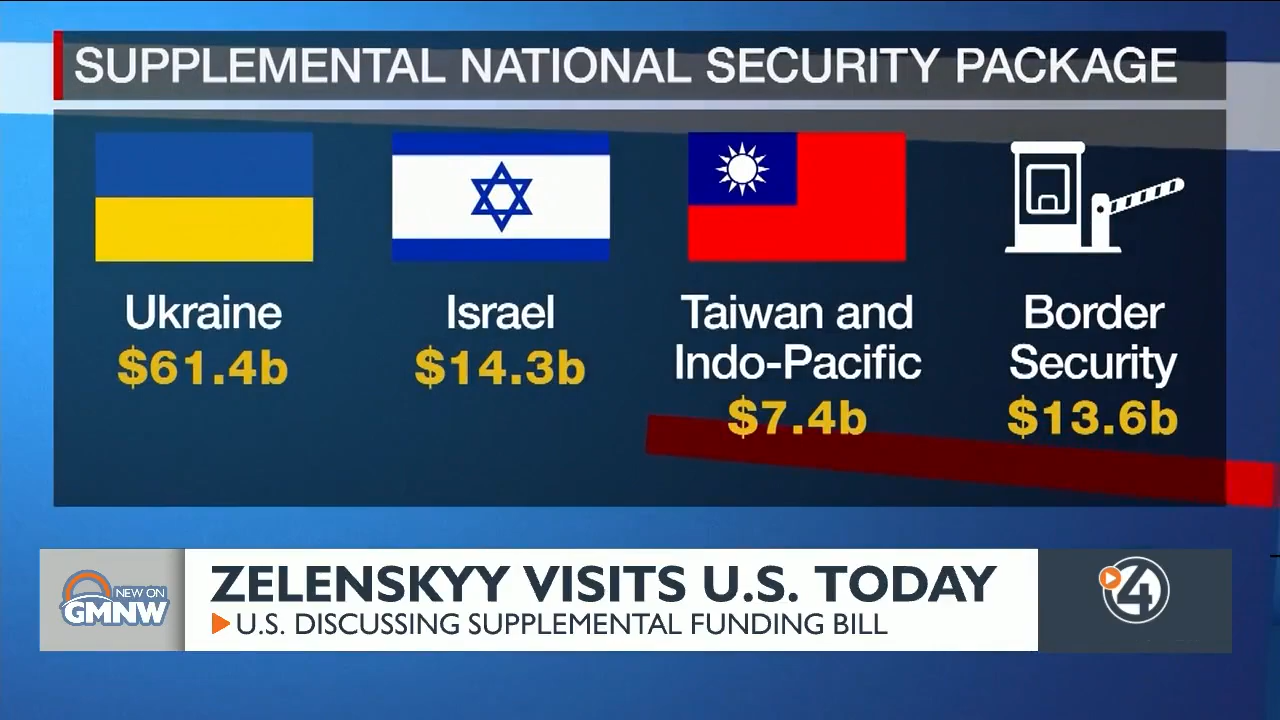 SUPPLEMENTAL NATIONAL SECURITY PACKAGE
Ukraine
$61.4b
Israel
$14.3b
Taiwan and
Indo-Pacific
$7.4b
Border
Security
$13.6b
NEW ON
GMNW
ZELENSKYY VISITS U.S. TODAY
U.S. DISCUSSING SUPPLEMENTAL FUNDING BILL
4